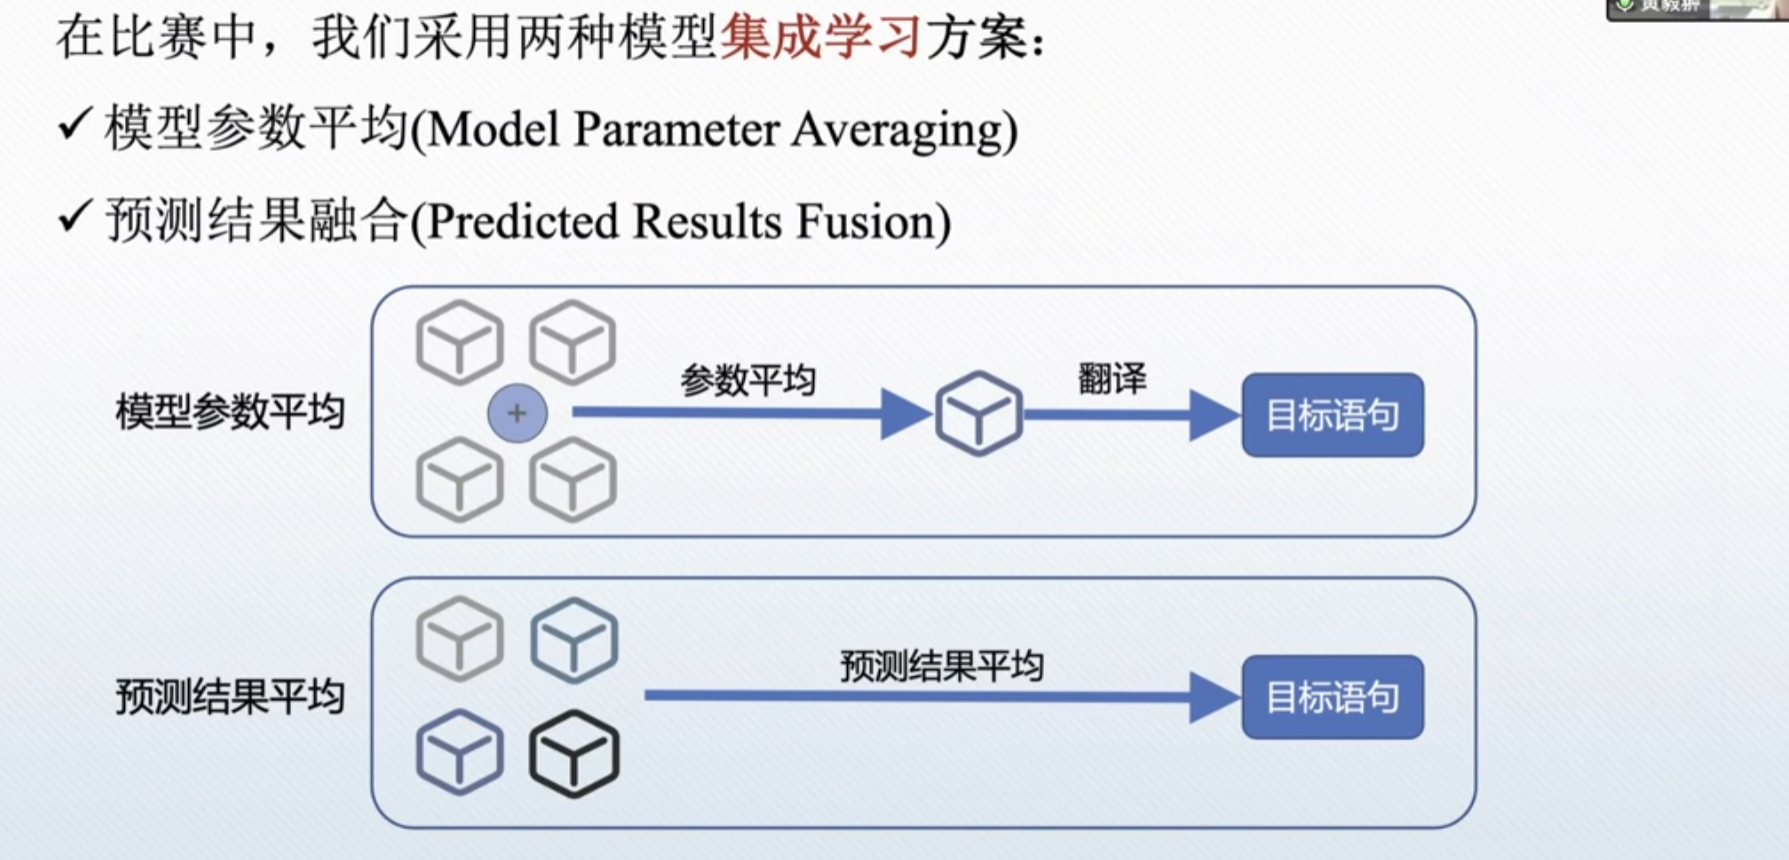 在比赛中，我们采用两种模型集成学习方案：
✓ 模型参数平均(Model Parameter Averaging)
✓ 预测结果融合(Predicted Results Fusion)
模型参数平均
+
参数平均
翻译
目标语句
预测结果平均
预测结果平均
目标语句